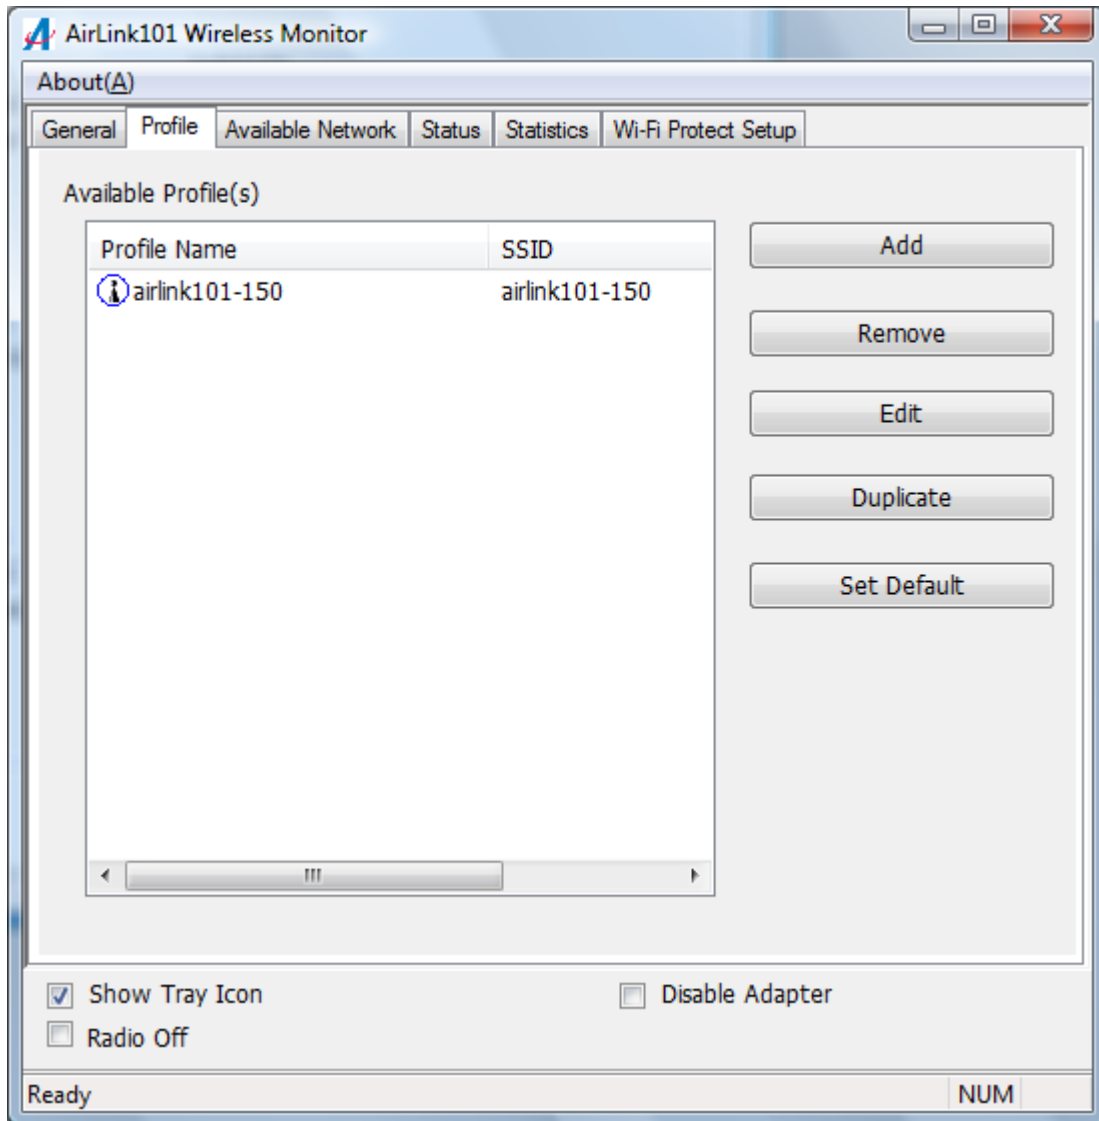 AirLink101 Wireless Monitor
About(A)
General Profile Available Network Status Statistics Wi-Fi Protect Setup
Available Profile(s)
Profile Name SSID
airlink101-150 airlink101-150
Add
Remove
Edit
Duplicate
Set Default
Show Tray Icon Disable Adapter
Radio Off
Ready NUM